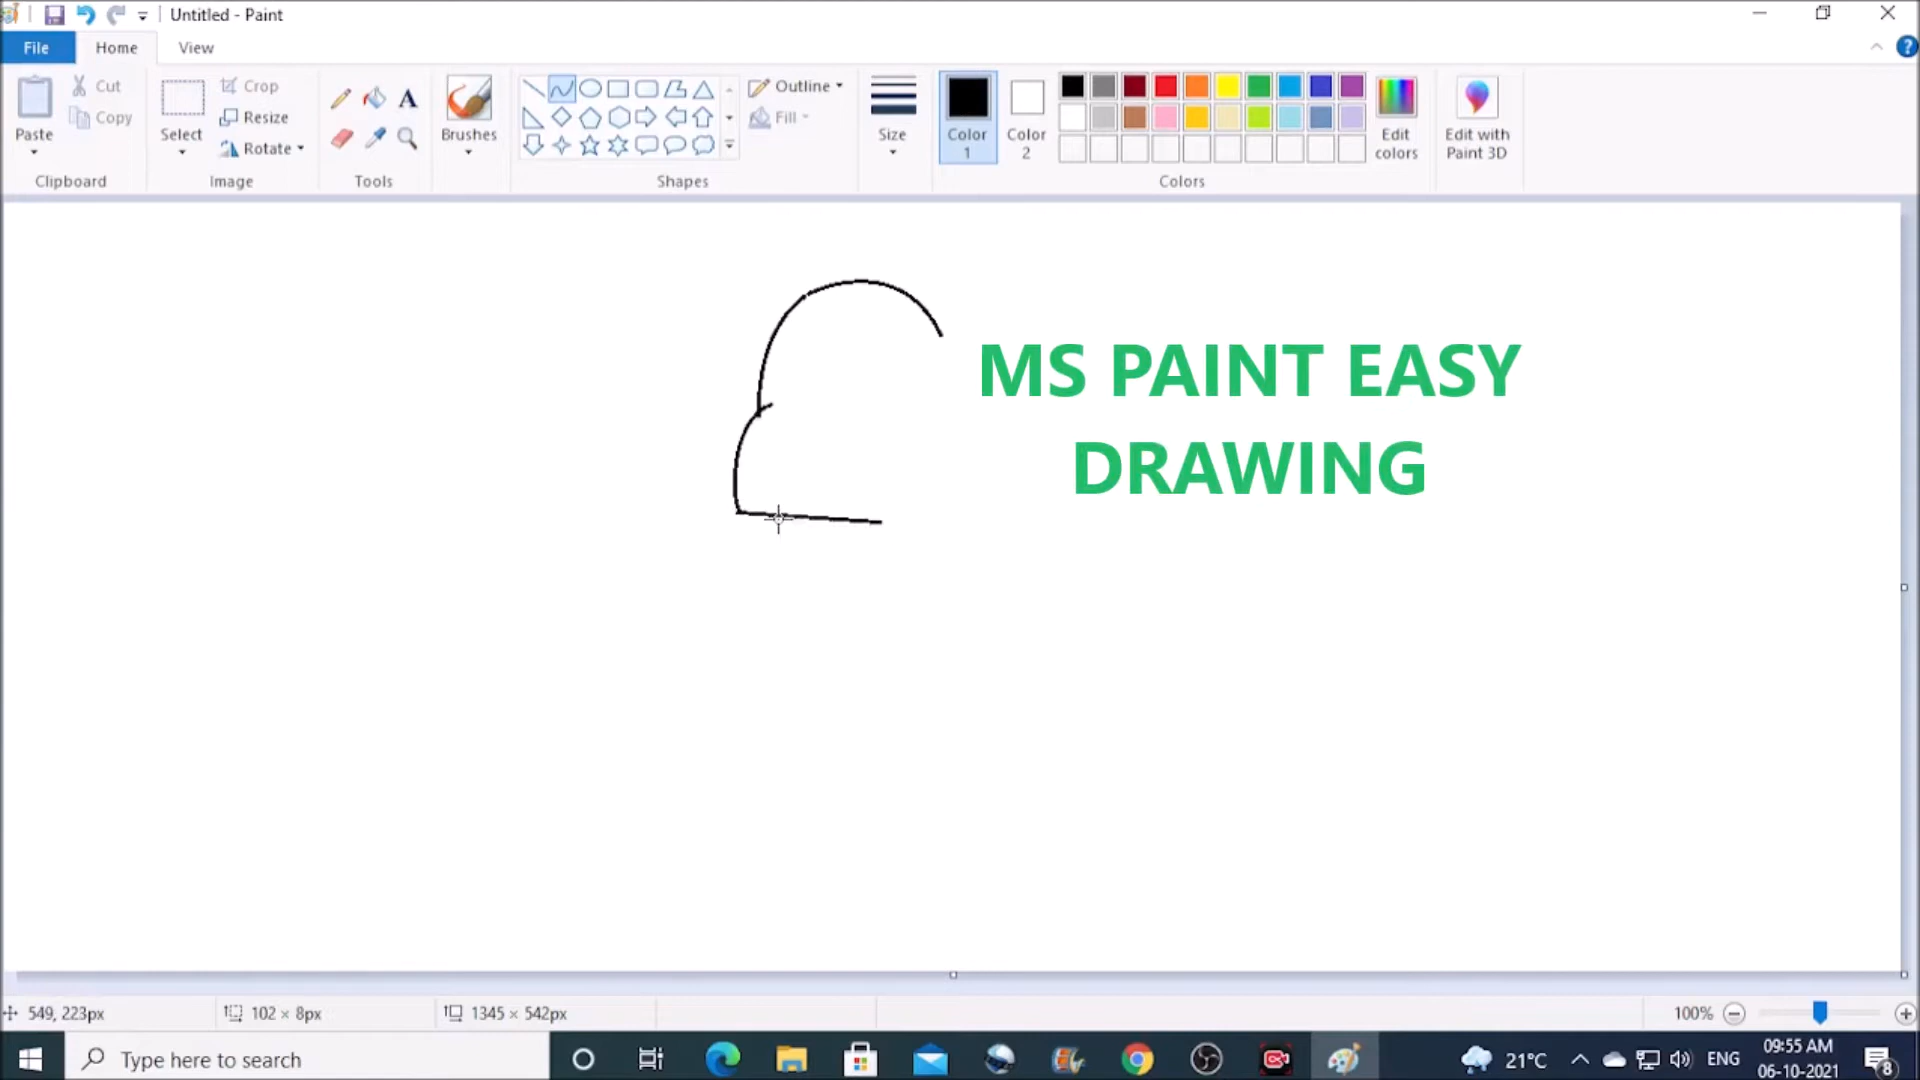 Untitled - Paint
File Home View
Paste Cut Copy Clipboard
Select Crop Resize Rotate Image
Tools
Brushes
Shapes
Outline Fill
Size
Color 1
Color 2
Edit colors
Colors
Edit with Paint 3D
MS PAINT EASY
DRAWING
549, 223px 102 × 8px 1345 × 542px 100%
Type here to search
21°C ENG 09:55 AM
06-10-2021 8